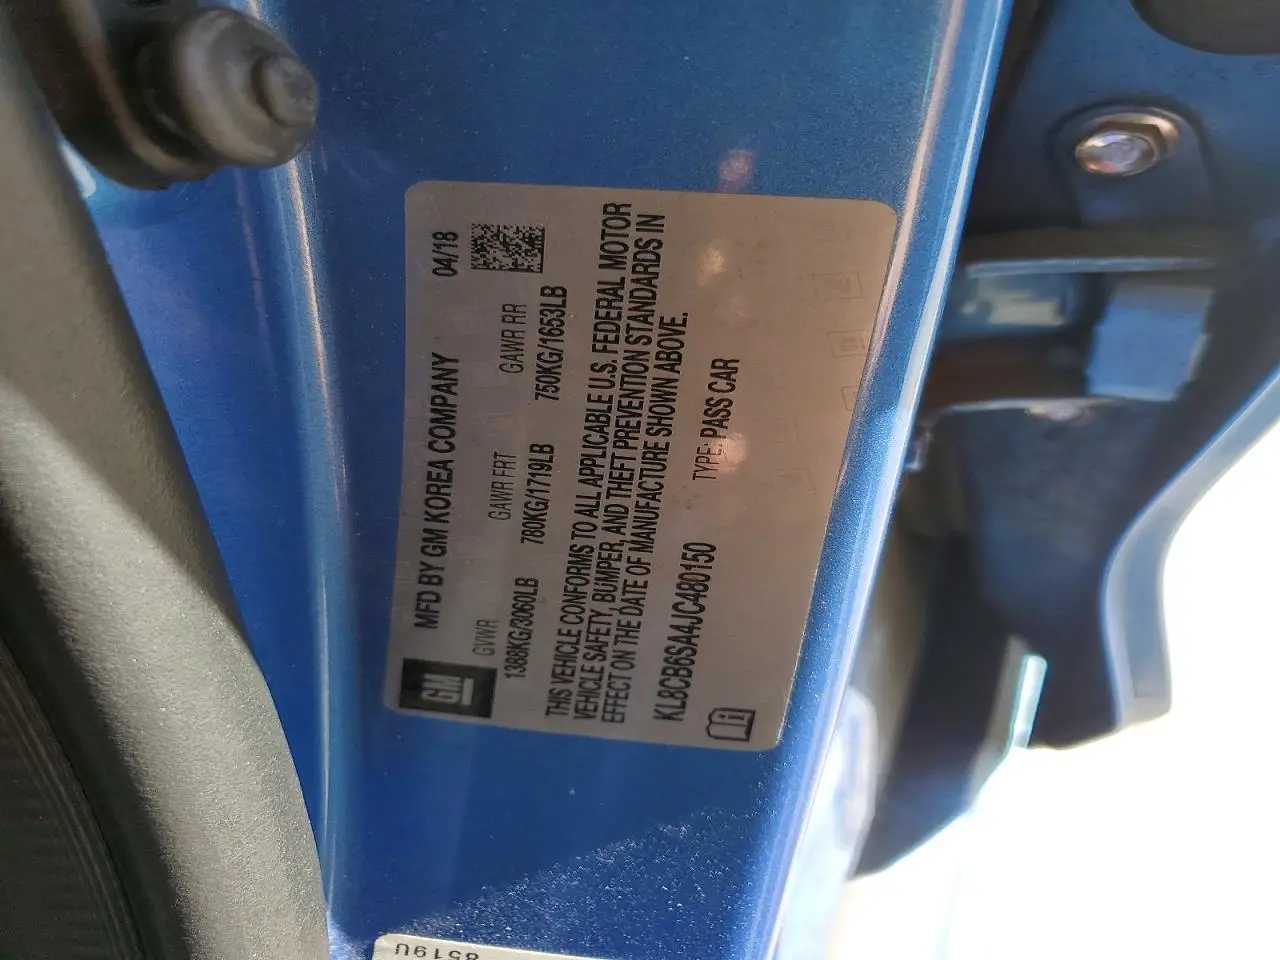 MFD BY GM KOREA COMPANY 04/18
GM
GVWR GAWR FRT GAWR RR
1388KG/3060LB 780KG/1719LB 750KG/1653LB
THIS VEHICLE CONFORMS TO ALL APPLICABLE U.S. FEDERAL MOTOR
VEHICLE SAFETY, BUMPER, AND THEFT PREVENTION STANDARDS IN
EFFECT ON THE DATE OF MANUFACTURE SHOWN ABOVE.
KL8CB6SA4JC480150 TYPE: PASS CAR
8519U